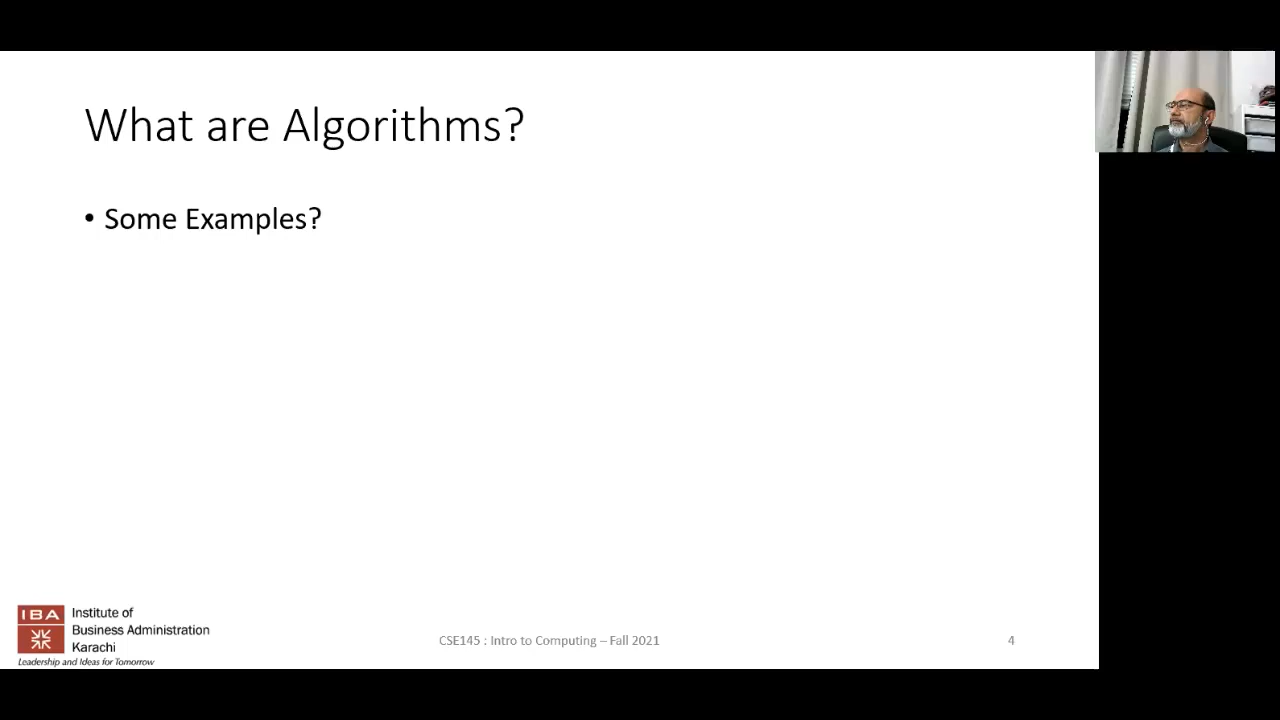 What are Algorithms?
• Some Examples?
IBA
Institute of
Business Administration
Karachi
Leadership and Ideas for Tomorrow
CSE145 : Intro to Computing – Fall 2021
4